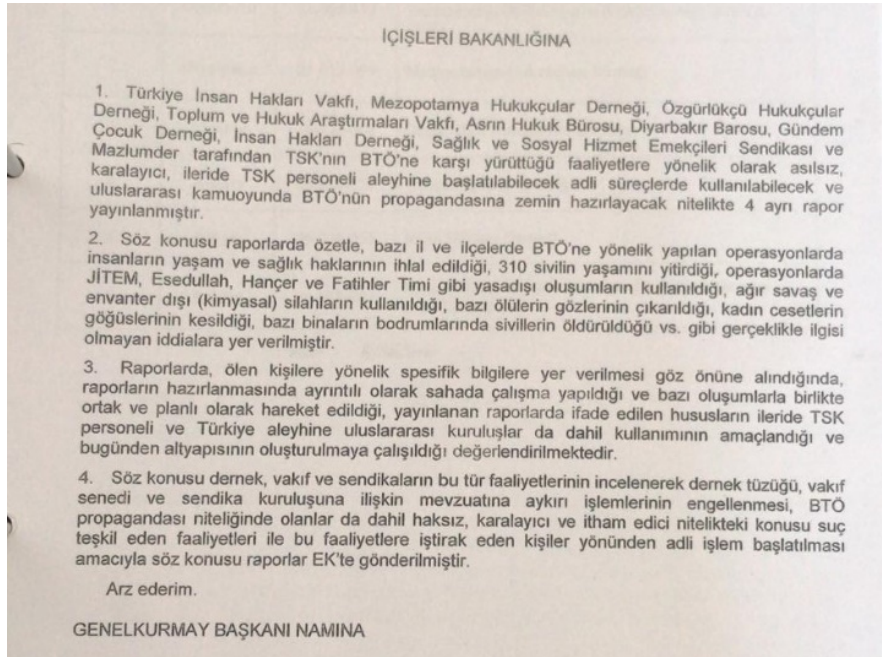 İÇİŞLERİ BAKANLIĞINA
1. Türkiye İnsan Hakları Vakfı, Mezopotamya Hukukçular Derneği, Özgürlükçü Hukukçular
Derneği, Toplum ve Hukuk Araştırmaları Vakfı, Asrın Hukuk Bürosu, Diyarbakır Barosu, Gündem
Çocuk Derneği, İnsan Hakları Derneği, Sağlık ve Sosyal Hizmet Emekçileri Sendikası ve
Mazlumder tarafından TSK'nın BTÖ'ne karşı yürüttüğü faaliyetlere yönelik olarak asılsız,
karalayıcı, ileride TSK personeli aleyhine başlatılabilecek adli süreçlerde kullanılabilecek ve
uluslararası kamuoyunda BTÖ'nün propagandasına zemin hazırlayacak nitelikte 4 ayrı rapor
yayınlanmıştır.
2. Söz konusu raporlarda özetle, bazı il ve ilçelerde BTÖ'ne yönelik yapılan operasyonlarda
insanların yaşam ve sağlık haklarının ihlal edildiği, 310 sivilin yaşamını yitirdiği, operasyonlarda
JİTEM, Esedullah, Hançer ve Fatihler Timi gibi yasadışı oluşumların kullanıldığı, ağır savaş ve
envanter dışı (kimyasal) silahların kullanıldığı, bazı ölülerin gözlerinin çıkarıldığı, kadın cesetlerin
göğüslerinin kesildiği, bazı binaların bodrumlarında sivillerin öldürüldüğü vs. gibi gerçeklikle ilgisi
olmayan iddialara yer verilmiştir.
3. Raporlarda, ölen kişilere yönelik spesifik bilgilere yer verilmesi göz önüne alındığında,
raporların hazırlanmasında ayrıntılı olarak sahada çalışma yapıldığı ve bazı oluşumlarla birlikte
ortak ve planlı olarak hareket edildiği, yayınlanan raporlarda ifade edilen hususların ileride TSK
personeli ve Türkiye aleyhine uluslararası kuruluşlar da dahil kullanımının amaçlandığı ve
bugünden altyapısının oluşturulmaya çalışıldığı değerlendirilmektedir.
4. Söz konusu dernek, vakıf ve sendikaların bu tür faaliyetlerinin incelenerek dernek tüzüğü, vakıf
senedi ve sendika kuruluşuna ilişkin mevzuatına aykırı işlemlerinin engellenmesi, BTÖ
propagandası niteliğinde olanlar da dahil haksız, karalayıcı ve itham edici nitelikteki konusu suç
teşkil eden faaliyetleri ile bu faaliyetlere iştirak eden kişiler yönünden adli işlem başlatılması
amacıyla söz konusu raporlar EK'te gönderilmiştir.
Arz ederim.
GENELKURMAY BAŞKANI NAMINA